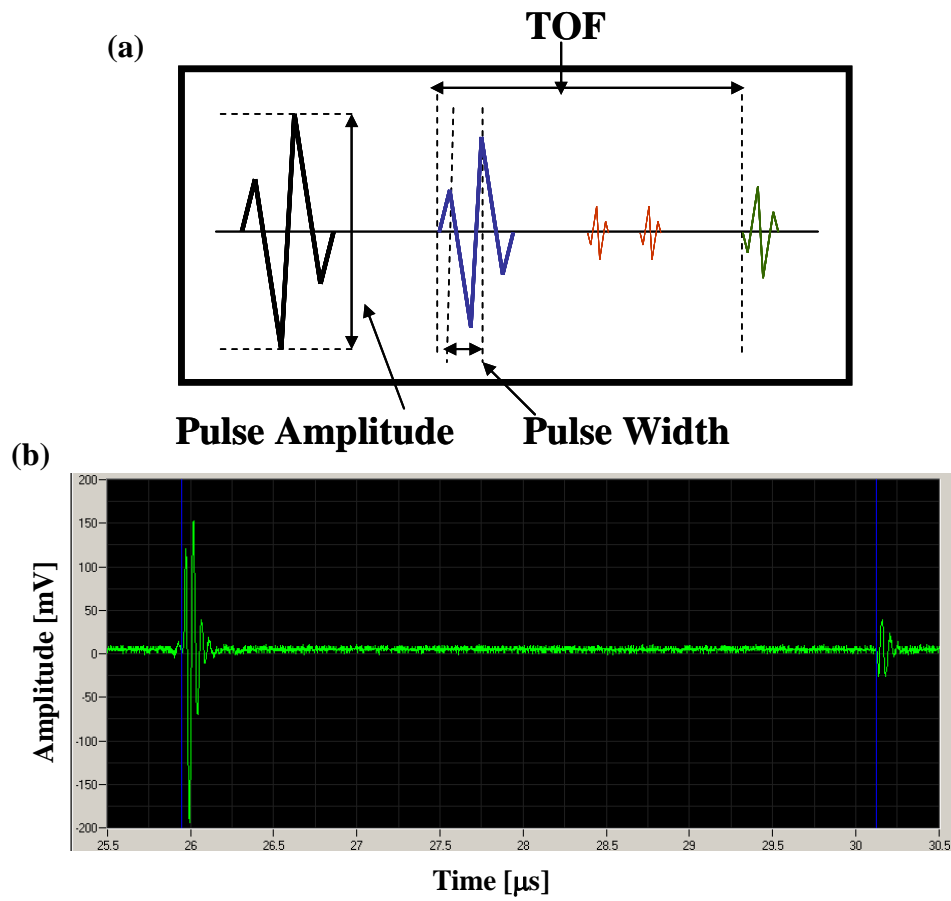 TOF
(a)
Pulse Amplitude
Pulse Width
(b)
200
150
100
50
0
-50
-100
-150
-200
Amplitude [mV]
25.5 26 26.5 27 27.5 28 28.5 29 29.5 30 30.5
Time [μs]